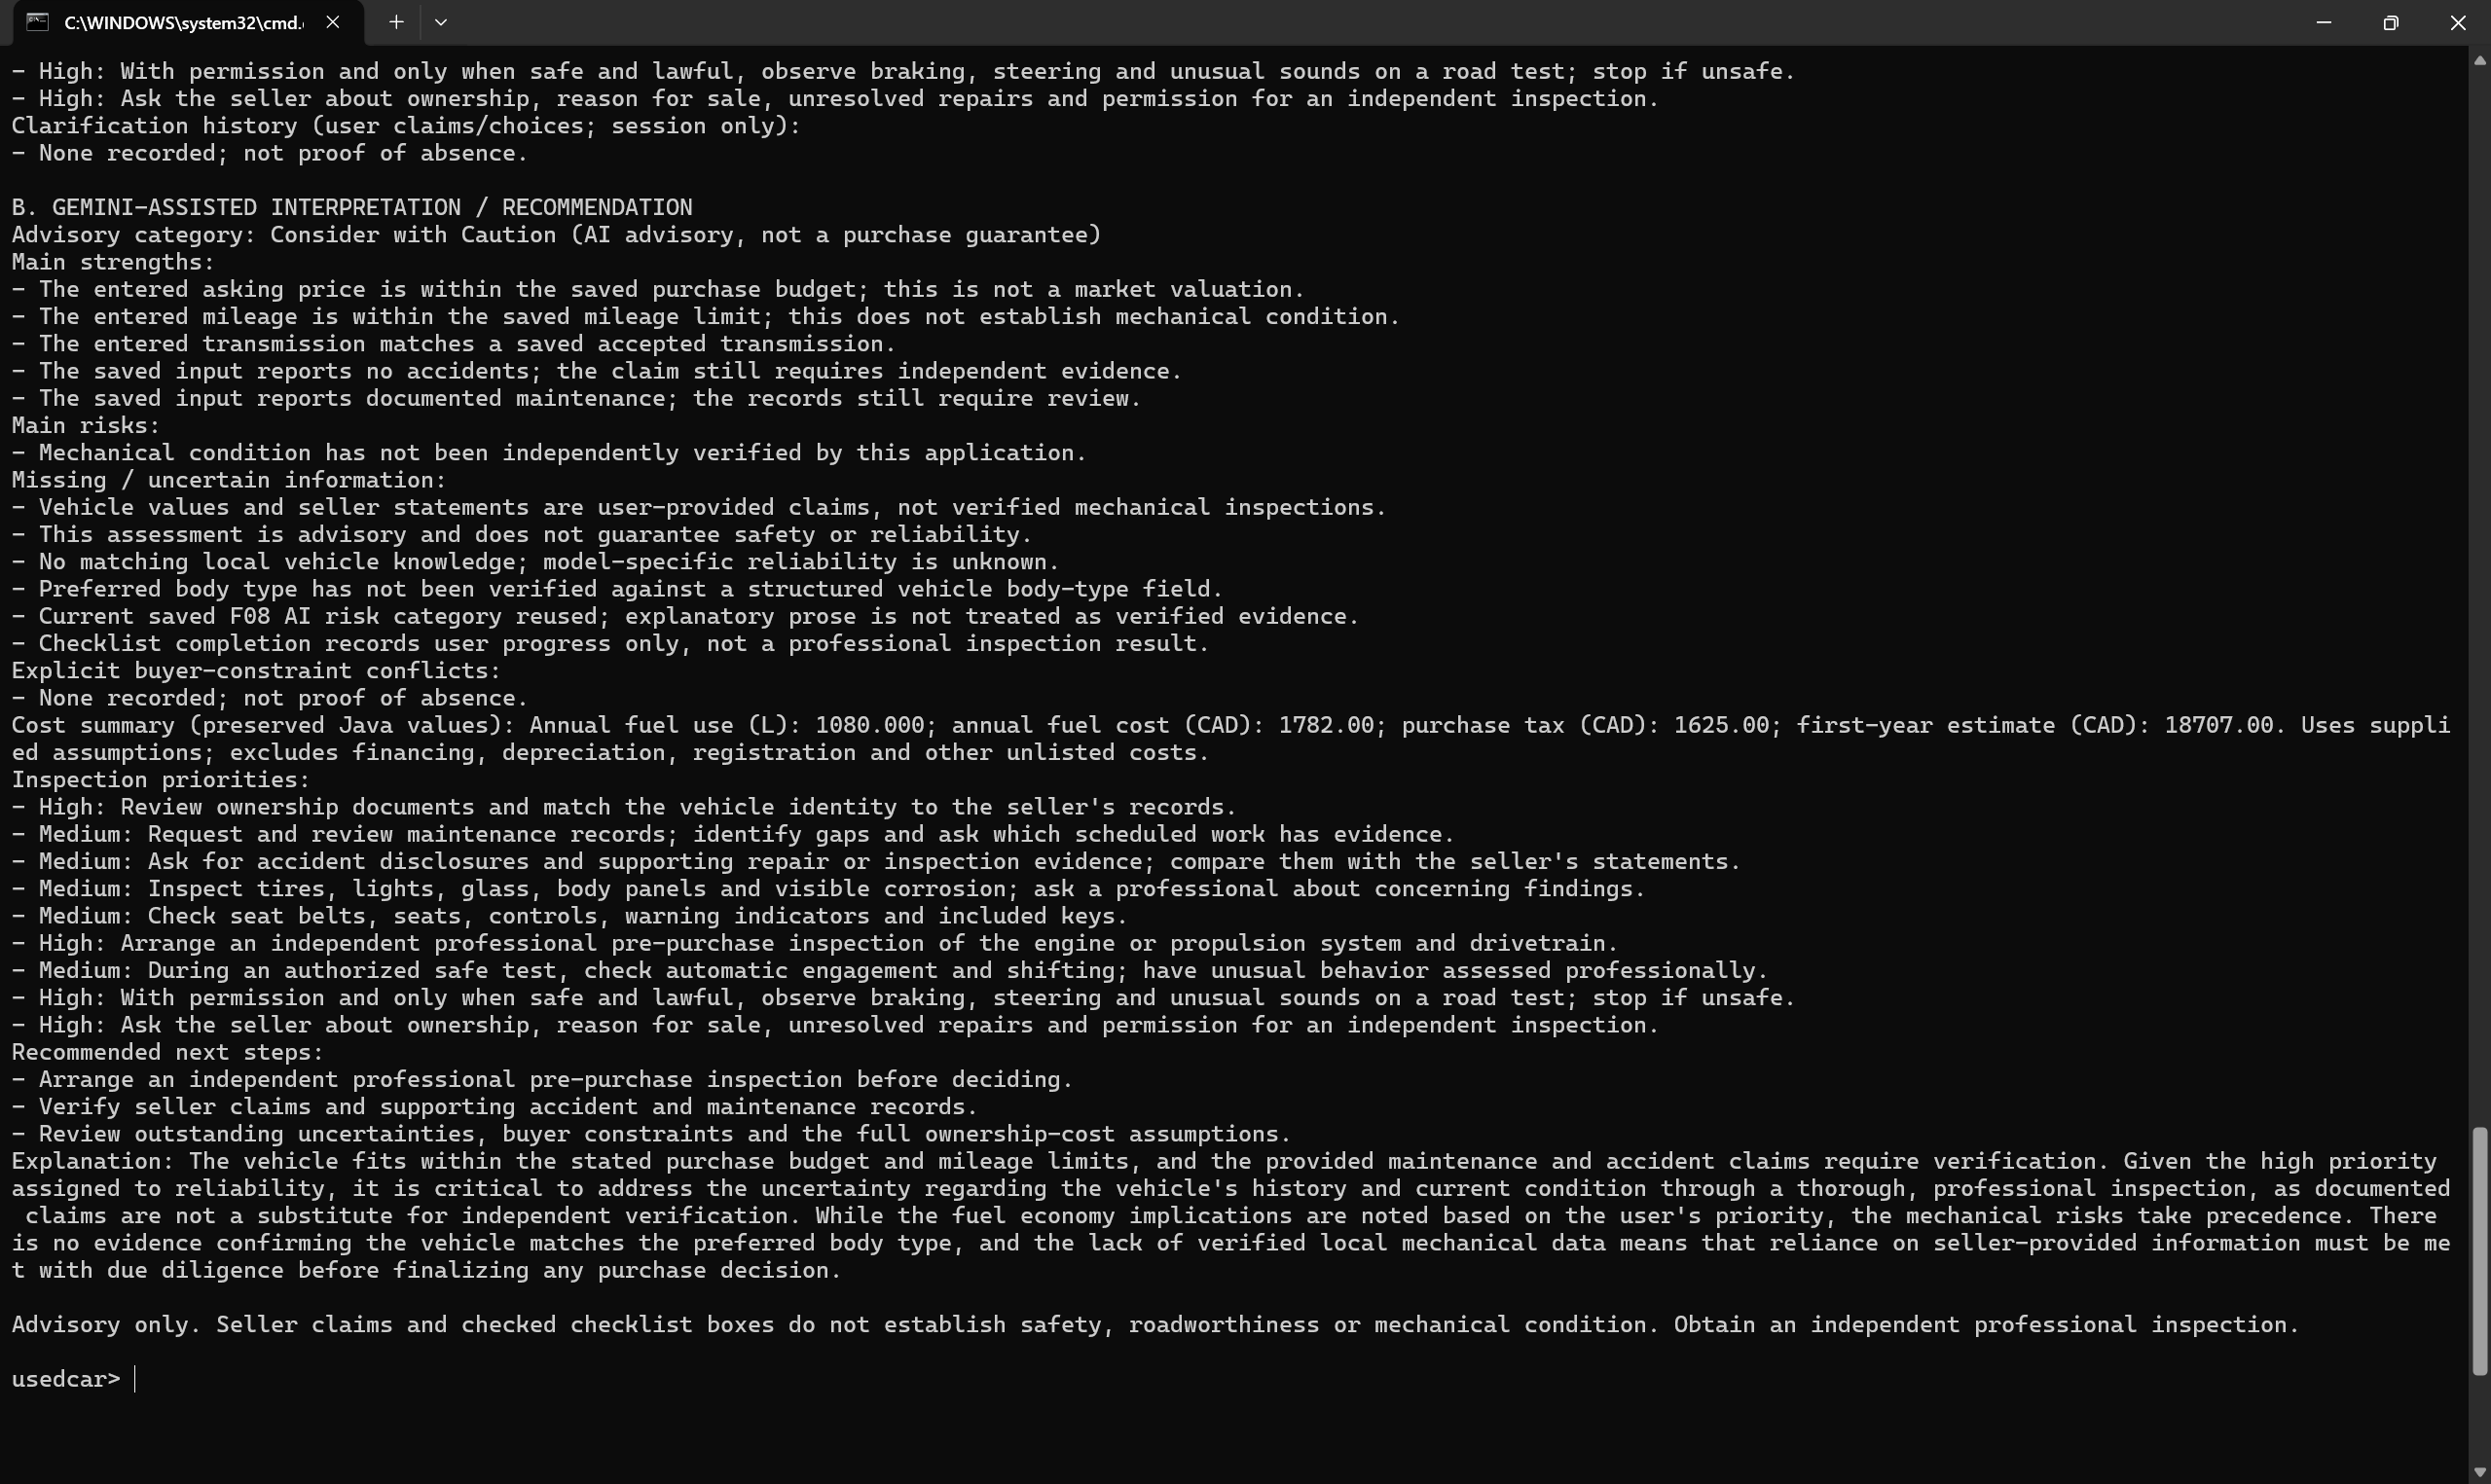 C:\WINDOWS\system32\cmd.
- High: With permission and only when safe and lawful, observe braking, steering and unusual sounds on a road test; stop if unsafe.
- High: Ask the seller about ownership, reason for sale, unresolved repairs and permission for an independent inspection.
Clarification history (user claims/choices; session only):
- None recorded; not proof of absence.
B. GEMINI-ASSISTED INTERPRETATION / RECOMMENDATION
Advisory category: Consider with Caution (AI advisory, not a purchase guarantee)
Main strengths:
- The entered asking price is within the saved purchase budget; this is not a market valuation.
- The entered mileage is within the saved mileage limit; this does not establish mechanical condition.
- The entered transmission matches a saved accepted transmission.
- The saved input reports no accidents; the claim still requires independent evidence.
- The saved input reports documented maintenance; the records still require review.
Main risks:
- Mechanical condition has not been independently verified by this application.
Missing / uncertain information:
- Vehicle values and seller statements are user-provided claims, not verified mechanical inspections.
- This assessment is advisory and does not guarantee safety or reliability.
- No matching local vehicle knowledge; model-specific reliability is unknown.
- Preferred body type has not been verified against a structured vehicle body-type field.
- Current saved F08 AI risk category reused; explanatory prose is not treated as verified evidence.
- Checklist completion records user progress only, not a professional inspection result.
Explicit buyer-constraint conflicts:
- None recorded; not proof of absence.
Cost summary (preserved Java values): Annual fuel use (L): 1080.000; annual fuel cost (CAD): 1782.00; purchase tax (CAD): 1625.00; first-year estimate (CAD): 18707.00. Uses suppli
ed assumptions; excludes financing, depreciation, registration and other unlisted costs.
Inspection priorities:
- High: Review ownership documents and match the vehicle identity to the seller's records.
- Medium: Request and review maintenance records; identify gaps and ask which scheduled work has evidence.
- Medium: Ask for accident disclosures and supporting repair or inspection evidence; compare them with the seller's statements.
- Medium: Inspect tires, lights, glass, body panels and visible corrosion; ask a professional about concerning findings.
- Medium: Check seat belts, seats, controls, warning indicators and included keys.
- High: Arrange an independent professional pre-purchase inspection of the engine or propulsion system and drivetrain.
- Medium: During an authorized safe test, check automatic engagement and shifting; have unusual behavior assessed professionally.
- High: With permission and only when safe and lawful, observe braking, steering and unusual sounds on a road test; stop if unsafe.
- High: Ask the seller about ownership, reason for sale, unresolved repairs and permission for an independent inspection.
Recommended next steps:
- Arrange an independent professional pre-purchase inspection before deciding.
- Verify seller claims and supporting accident and maintenance records.
- Review outstanding uncertainties, buyer constraints and the full ownership-cost assumptions.
Explanation: The vehicle fits within the stated purchase budget and mileage limits, and the provided maintenance and accident claims require verification. Given the high priority
assigned to reliability, it is critical to address the uncertainty regarding the vehicle's history and current condition through a thorough, professional inspection, as documented
claims are not a substitute for independent verification. While the fuel economy implications are noted based on the user's priority, the mechanical risks take precedence. There
is no evidence confirming the vehicle matches the preferred body type, and the lack of verified local mechanical data means that reliance on seller-provided information must be me
t with due diligence before finalizing any purchase decision.
Advisory only. Seller claims and checked checklist boxes do not establish safety, roadworthiness or mechanical condition. Obtain an independent professional inspection.
usedcar>